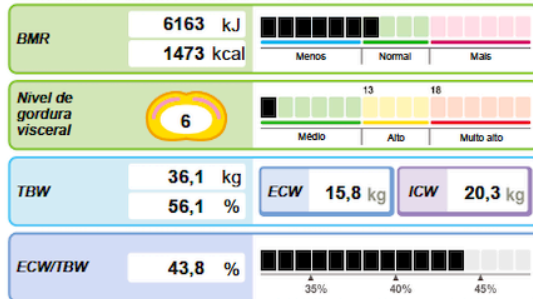 BMR
6163 kJ
1473 kcal
Menos Normal Mais
Nível de
gordura
visceral
6
13 18
Médio Alto Muito alto
TBW
36,1 kg
56,1 %
ECW 15,8 kg ICW 20,3 kg
ECW/TBW
43,8 %
35% 40% 45%